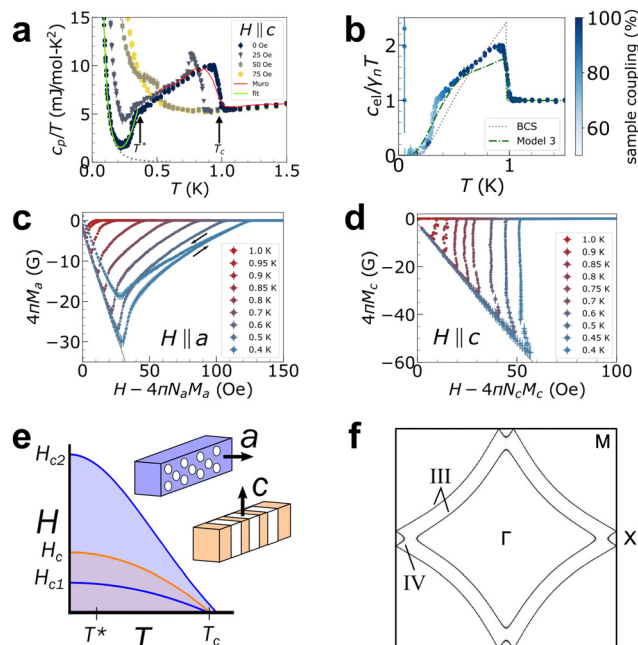 a
H ∥ c
0 Oe
25 Oe
50 Oe
75 Oe
Muro
fit
c_p/T (mJ/mol-K²)
15
10
5
0
T*
T_c
0.0 0.5 1.0 1.5
T (K)
b
c_el/γ_nT
2
1
0
BCS
Model 3
0 1 2
T (K)
100
80
60
sample coupling (%)
c
4πM_a (G)
0
−10
−20
−30
H ∥ a
1.0 K
0.95 K
0.9 K
0.85 K
0.8 K
0.7 K
0.6 K
0.5 K
0.4 K
0 50 100 150
H − 4πN_aM_a (Oe)
d
4πM_c (G)
0
−20
−40
−60
H ∥ c
1.0 K
0.9 K
0.85 K
0.8 K
0.75 K
0.7 K
0.6 K
0.5 K
0.45 K
0.4 K
0 50 100
H − 4πN_cM_c (Oe)
e
H_c2
H
H_c
H_c1
a
c
T* T T_c
f
M
III
Γ
X
IV